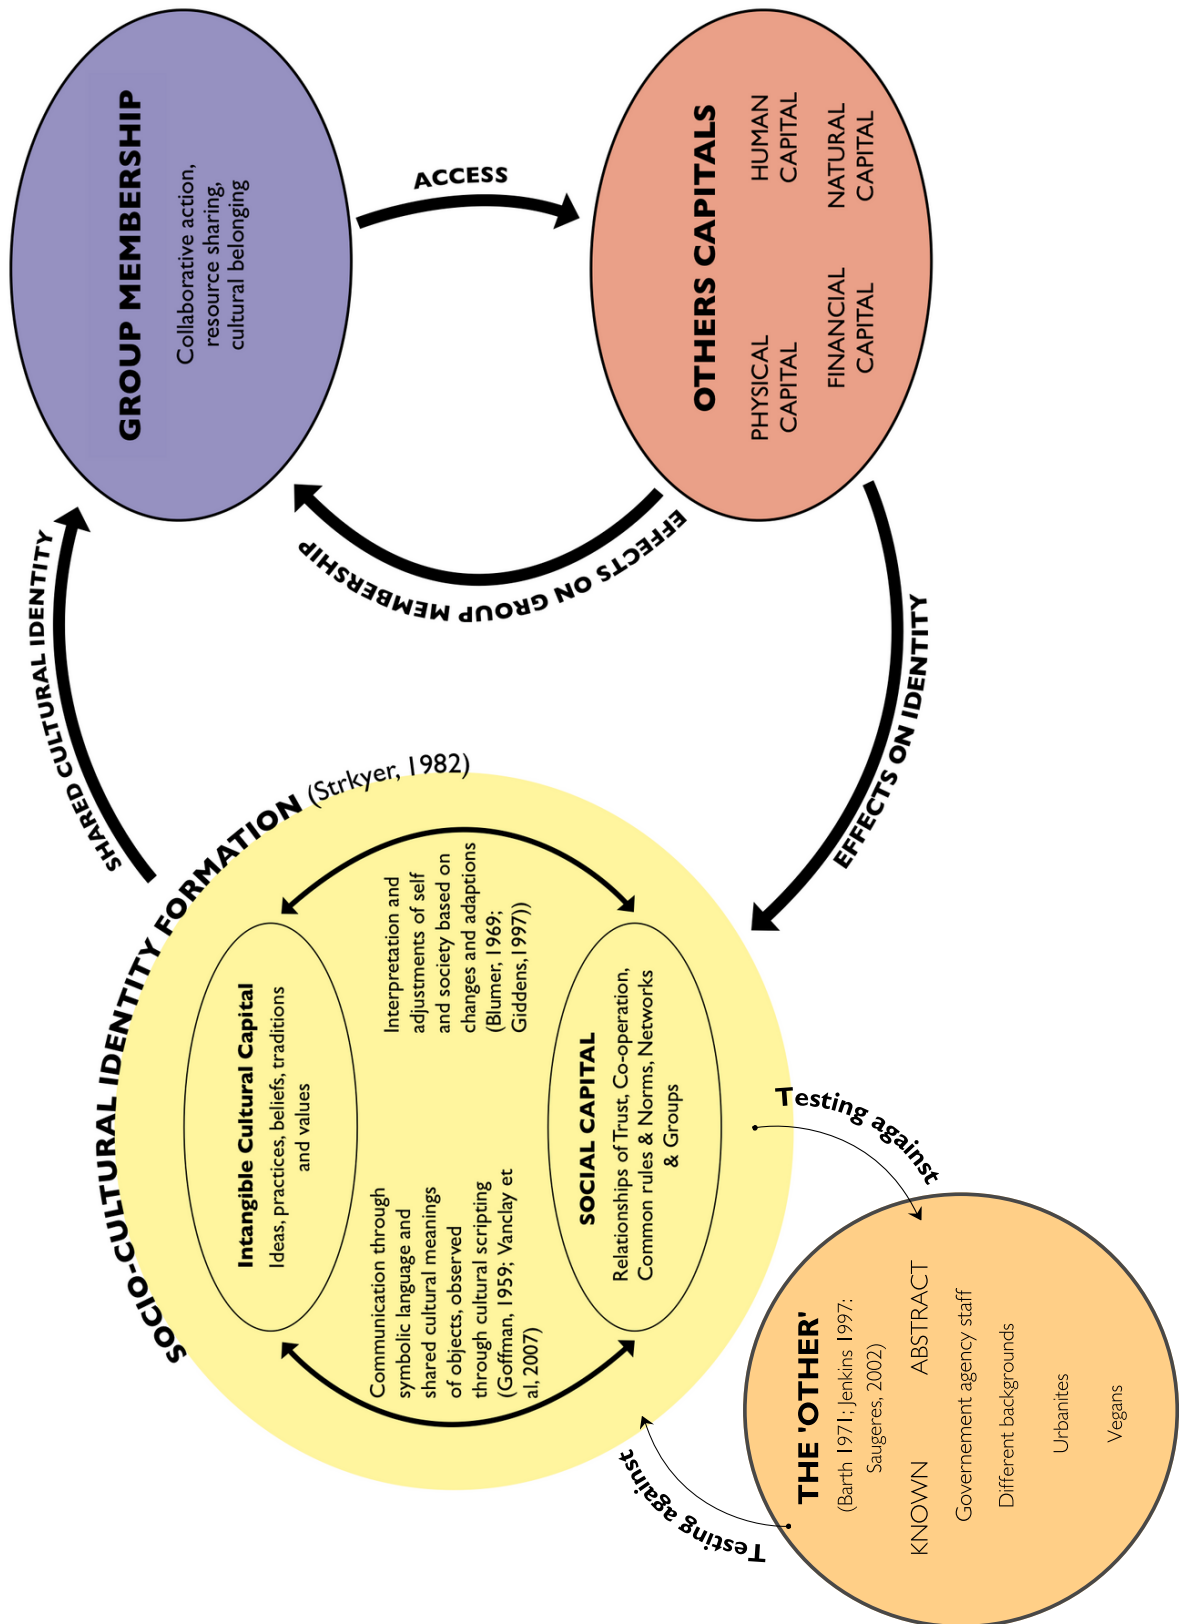 SOCIO-CULTURAL IDENTITY FORMATION (Strkyer, 1982)
Intangible Cultural Capital
Ideas, practices, beliefs, traditions
and values
Communication through
symbolic language and
shared cultural meanings
of objects, observed
through cultural scripting
(Goffman, 1959; Vanclay et
al, 2007)
Interpretation and
adjustments of self
and society based on
changes and adaptions
(Blumer, 1969;
Giddens,1997))
SOCIAL CAPITAL
Relationships of Trust, Co-operation,
Common rules & Norms, Networks
& Groups
SHARED CULTURAL IDENTITY
GROUP MEMBERSHIP
Collaborative action,
resource sharing,
cultural belonging
ACCESS
EFFECTS ON GROUP MEMBERSHIP
OTHERS CAPITALS
PHYSICAL
CAPITAL
HUMAN
CAPITAL
FINANCIAL
CAPITAL
NATURAL
CAPITAL
EFFECTS ON IDENTITY
Testing against
Testing against
THE 'OTHER'
(Barth 1971; Jenkins 1997:
Saugeres, 2002)
KNOWN ABSTRACT
Governement agency staff
Different backgrounds
Urbanites
Vegans